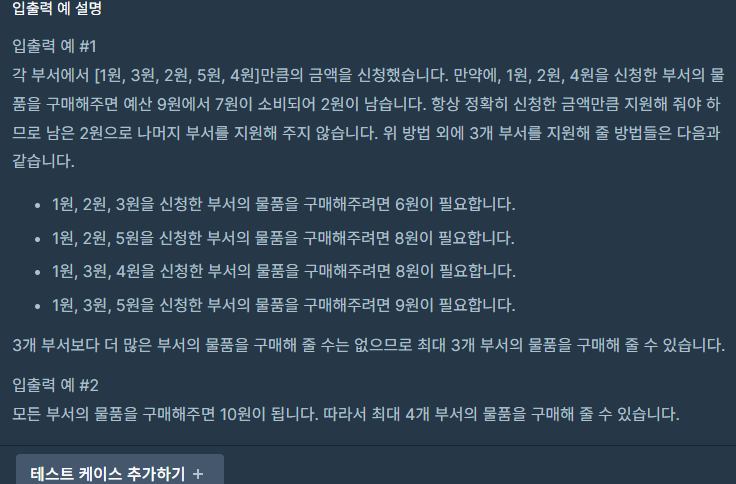 입출력 예 설명
입출력 예 #1
각 부서에서 [1원, 3원, 2원, 5원, 4원]만큼의 금액을 신청했습니다. 만약에, 1원, 2원, 4원을 신청한 부서의 물
품을 구매해주면 예산 9원에서 7원이 소비되어 2원이 남습니다. 항상 정확히 신청한 금액만큼 지원해 줘야 하
므로 남은 2원으로 나머지 부서를 지원해 주지 않습니다. 위 방법 외에 3개 부서를 지원해 줄 방법들은 다음과
같습니다.
• 1원, 2원, 3원을 신청한 부서의 물품을 구매해주려면 6원이 필요합니다.
• 1원, 2원, 5원을 신청한 부서의 물품을 구매해주려면 8원이 필요합니다.
• 1원, 3원, 4원을 신청한 부서의 물품을 구매해주려면 8원이 필요합니다.
• 1원, 3원, 5원을 신청한 부서의 물품을 구매해주려면 9원이 필요합니다.
3개 부서보다 더 많은 부서의 물품을 구매해 줄 수는 없으므로 최대 3개 부서의 물품을 구매해 줄 수 있습니다.
입출력 예 #2
모든 부서의 물품을 구매해주면 10원이 됩니다. 따라서 최대 4개 부서의 물품을 구매해 줄 수 있습니다.
테스트 케이스 추가하기 +